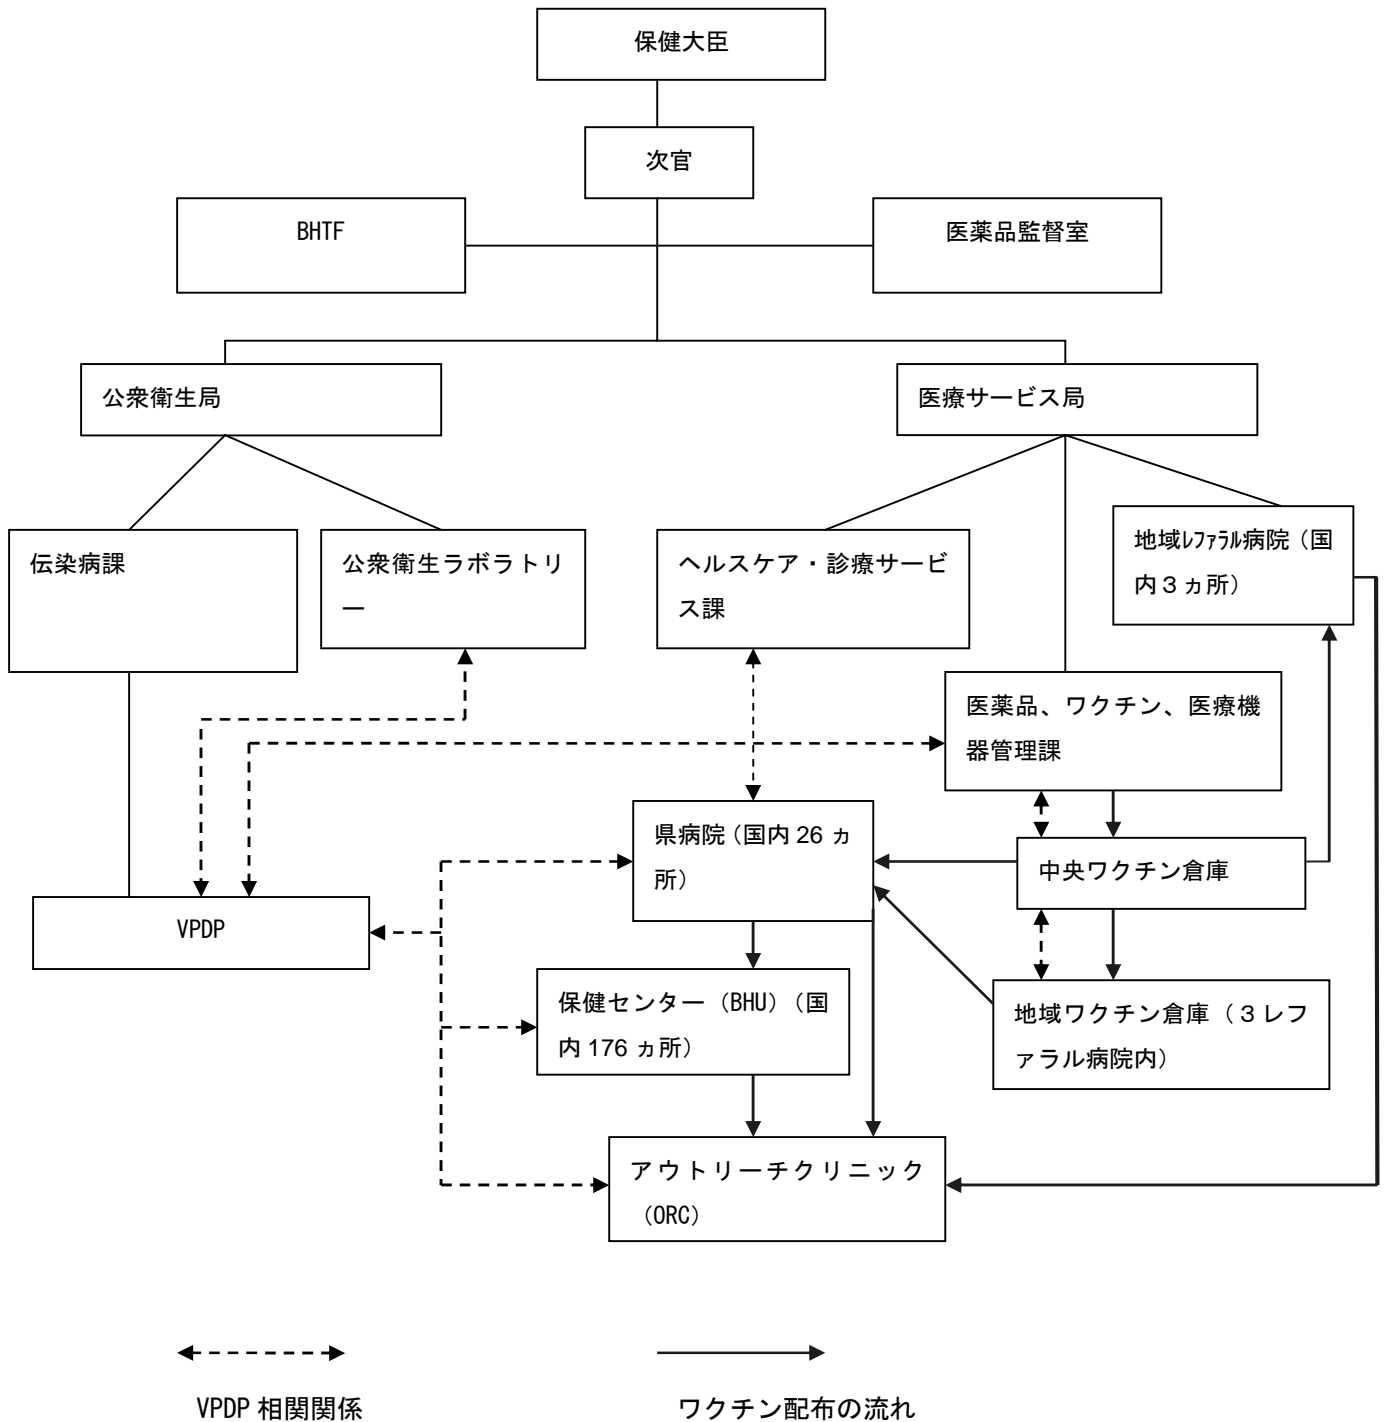 保健大臣
次官
BHTF
医薬品監督室
公衆衛生局
医療サービス局
伝染病課
公衆衛生ラボラトリ
ー
ヘルスケア・診療サービ
ス課
地域ﾚﾌｧﾗﾙ病院（国
内３ヵ所）
医薬品、ワクチン、医療機
器管理課
県病院（国内 26 ヵ
所）
中央ワクチン倉庫
VPDP
保健センター（BHU）（国
内 176 ヵ所）
地域ワクチン倉庫（３レフ
ァラル病院内）
アウトリーチクリニック
（ORC）
VPDP 相関関係
ワクチン配布の流れ